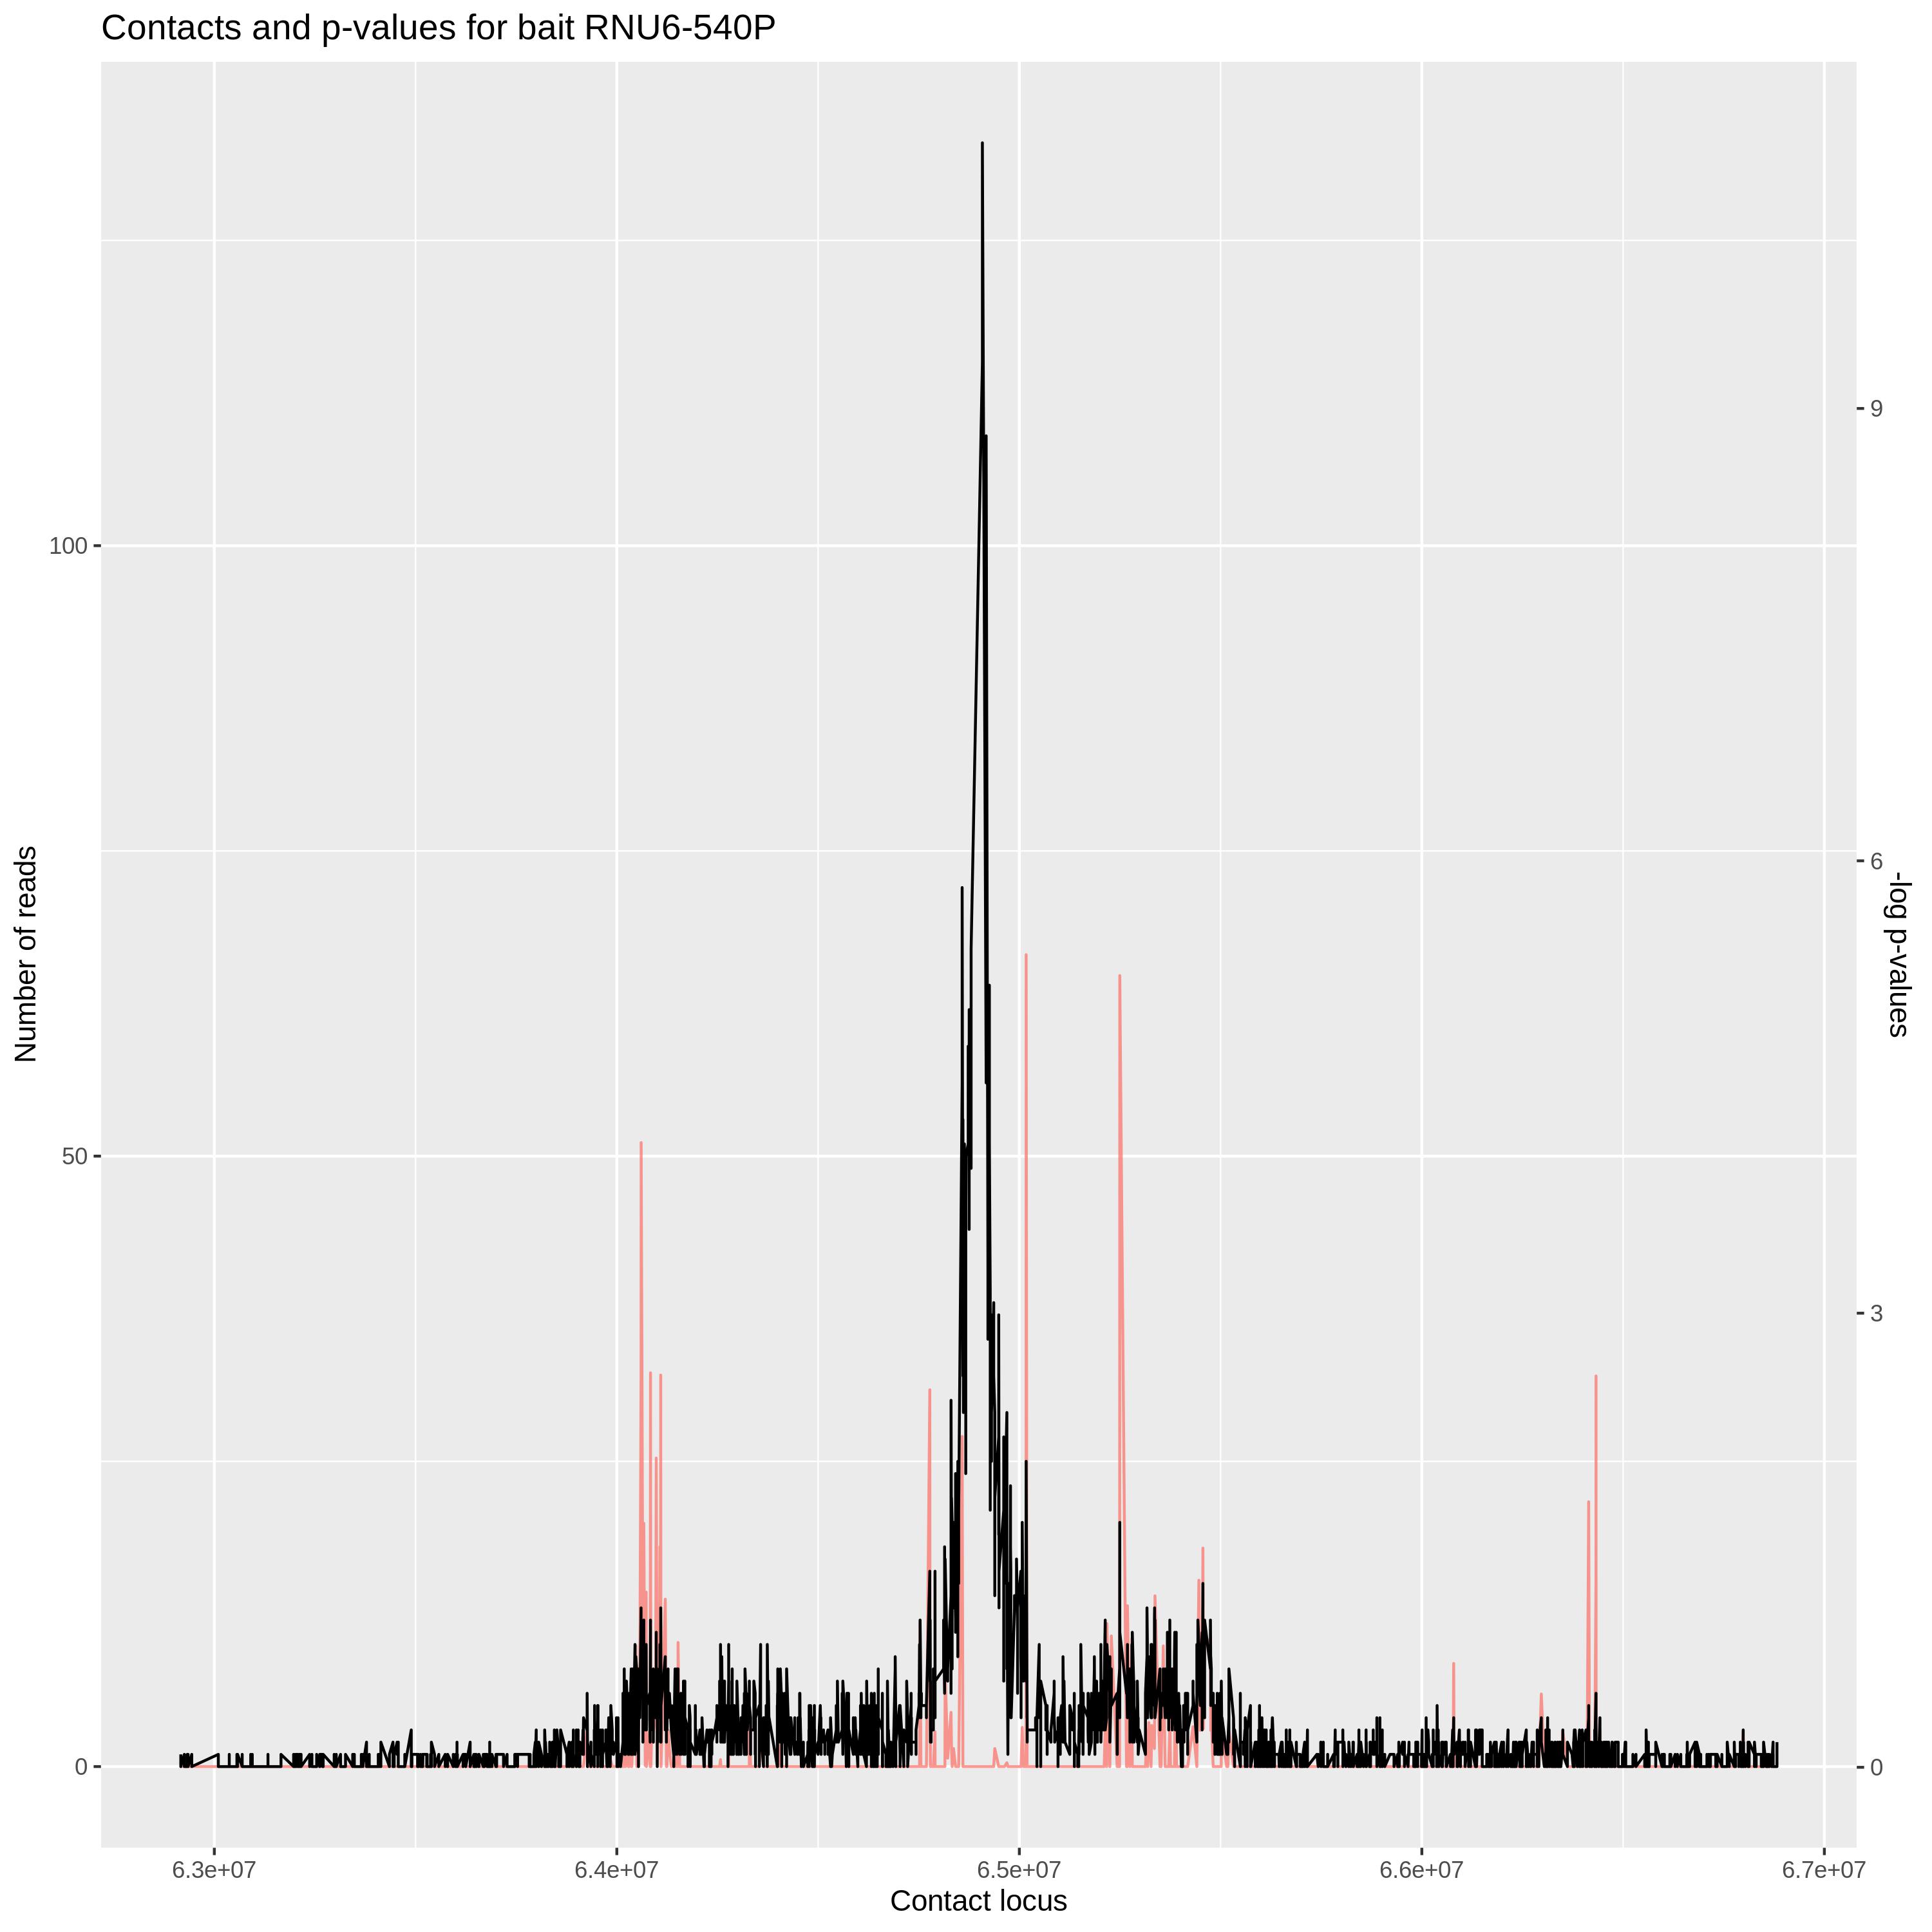 Contacts and p-values for bait RNU6-540P
Number of reads
100
50
0
9
6
3
0
-log p-values
6.3e+07
6.4e+07
6.5e+07
6.6e+07
6.7e+07
Contact locus